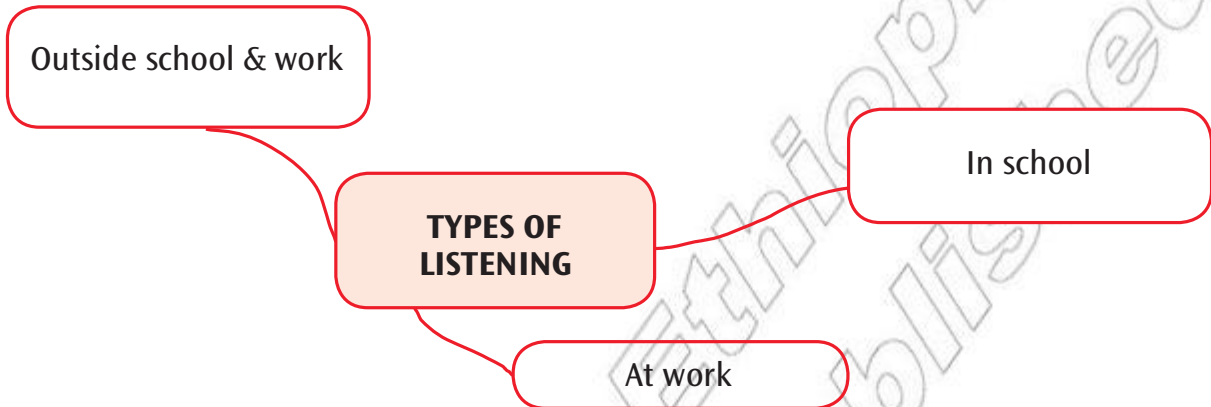 Outside school & work
In school
TYPES OF
LISTENING
At work